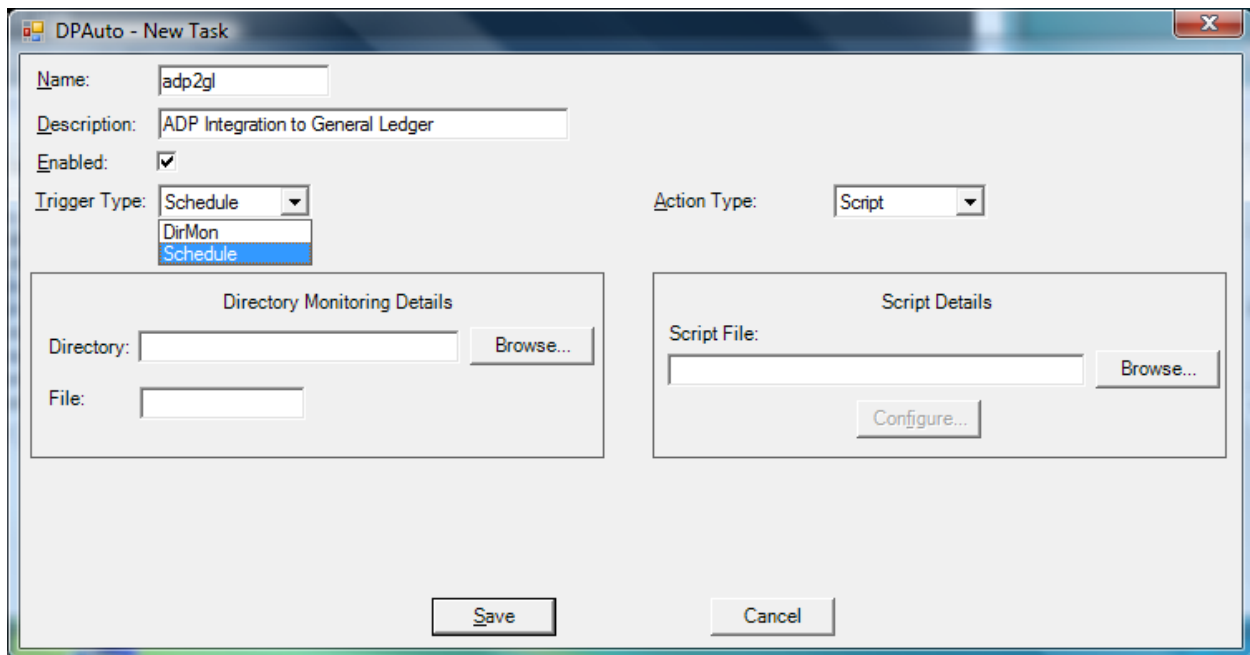 DPAuto - New Task
X
Name: adp2gl
Description: ADP Integration to General Ledger
Enabled:
Trigger Type: Schedule Action Type: Script
DirMon
Schedule
Directory Monitoring Details
Directory: Browse...
File:
Script Details
Script File:
Browse...
Configure...
Save Cancel